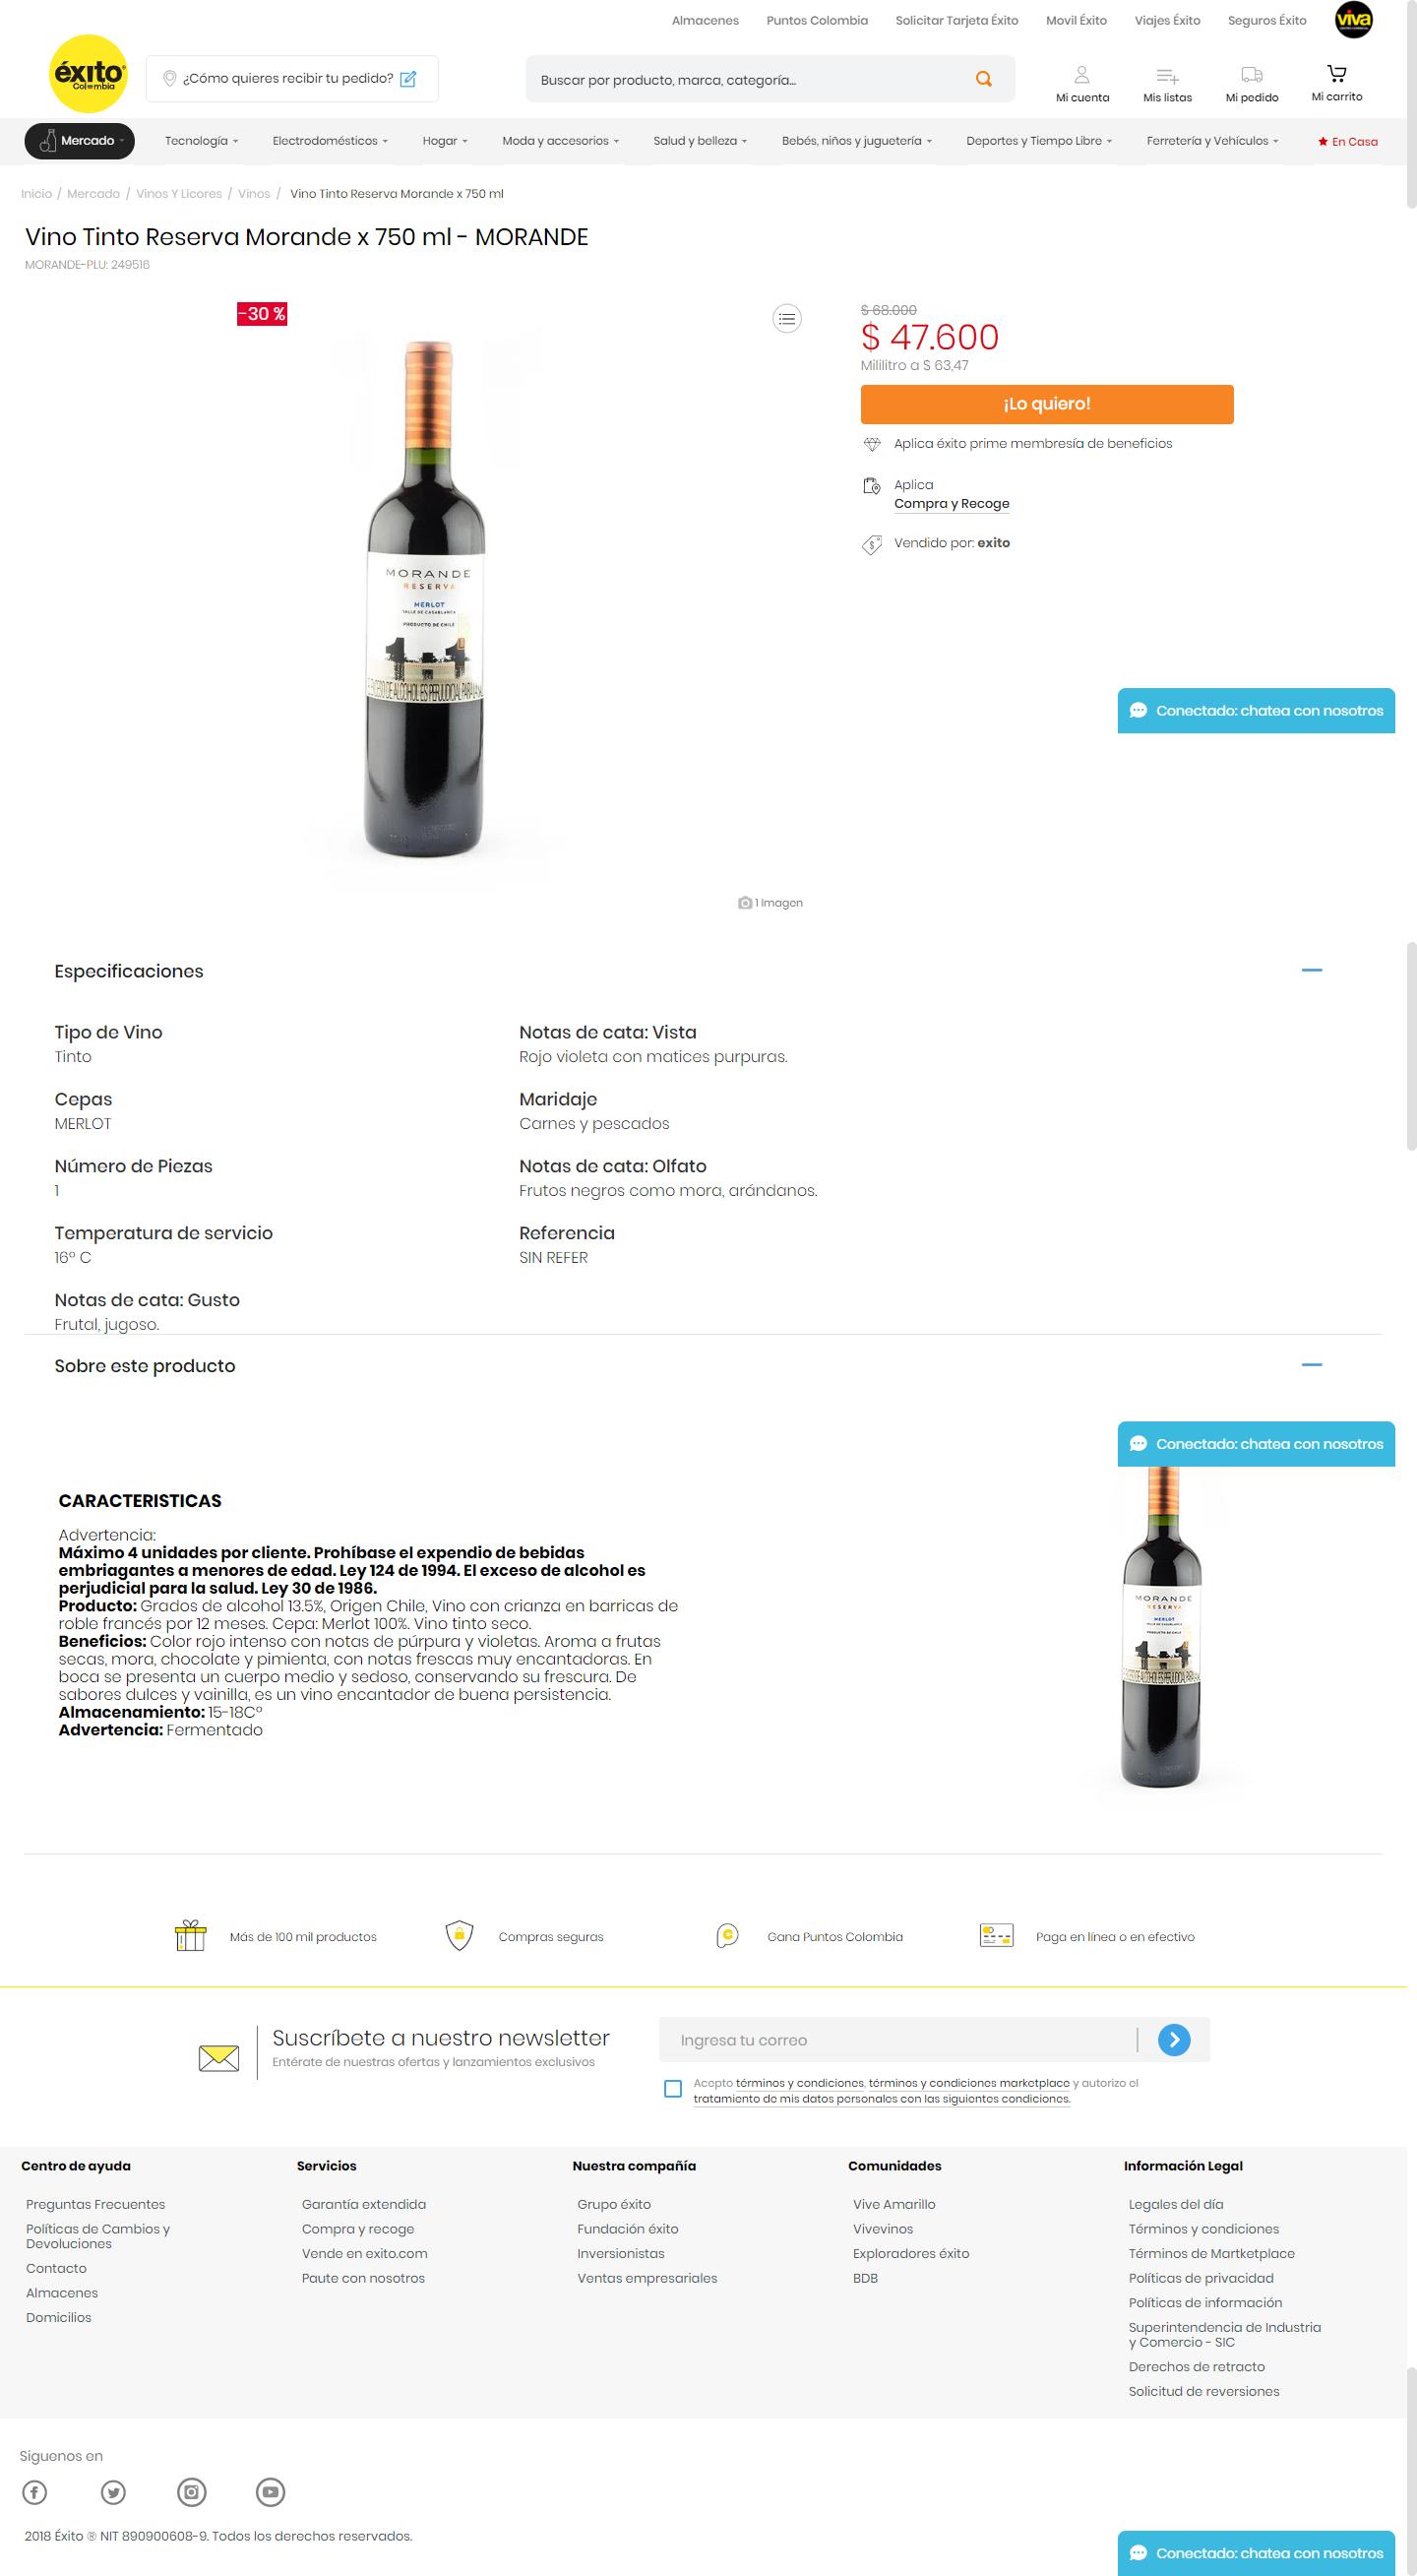 Almacenes Puntos Colombia Solicitar Tarjeta Éxito Movil Éxito Viajes Éxito Seguros Éxito viva
éxito
Colombia
¿Cómo quieres recibir tu pedido?
Buscar por producto, marca, categoría...
Mi cuenta Mis listas Mi pedido Mi carrito
Mercado Tecnología Electrodomésticos Hogar Moda y accesorios Salud y belleza Bebés, niños y juguetería Deportes y Tiempo Libre Ferretería y Vehículos En Casa
Inicio / Mercado / Vinos Y Licores / Vinos / Vino Tinto Reserva Morande x 750 ml
Vino Tinto Reserva Morande x 750 ml - MORANDE
MORANDE-PLU: 249516
-30 %
MORANDE
RESERVA
MERLOT
VALLE DE CASABLANCA
PRODUCTO DE CHILE
1 Imagen
$ 68.000
$ 47.600
Mililitro a $ 63,47
¡Lo quiero!
Aplica éxito prime membresía de beneficios
Aplica
Compra y Recoge
Vendido por: exito
Conectado: chatea con nosotros
Especificaciones
Tipo de Vino
Tinto
Cepas
MERLOT
Número de Piezas
1
Temperatura de servicio
16° C
Notas de cata: Gusto
Frutal, jugoso.
Notas de cata: Vista
Rojo violeta con matices purpuras.
Maridaje
Carnes y pescados
Notas de cata: Olfato
Frutos negros como mora, arándanos.
Referencia
SIN REFER
Sobre este producto
Conectado: chatea con nosotros
CARACTERISTICAS
Advertencia:
Máximo 4 unidades por cliente. Prohíbase el expendio de bebidas
embriagantes a menores de edad. Ley 124 de 1994. El exceso de alcohol es
perjudicial para la salud. Ley 30 de 1986.
Producto: Grados de alcohol 13.5%, Origen Chile, Vino con crianza en barricas de
roble francés por 12 meses. Cepa: Merlot 100%. Vino tinto seco.
Beneficios: Color rojo intenso con notas de púrpura y violetas. Aroma a frutas
secas, mora, chocolate y pimienta, con notas frescas muy encantadoras. En
boca se presenta un cuerpo medio y sedoso, conservando su frescura. De
sabores dulces y vainilla, es un vino encantador de buena persistencia.
Almacenamiento: 15-18C°
Advertencia: Fermentado
MORANDE
RESERVA
MERLOT
Más de 100 mil productos
Compras seguras
Gana Puntos Colombia
Paga en línea o en efectivo
Suscríbete a nuestro newsletter
Entérate de nuestras ofertas y lanzamientos exclusivos
Ingresa tu correo
Acepto términos y condiciones, términos y condiciones marketplace y autorizo el
tratamiento de mis datos personales con las siguientes condiciones.
Centro de ayuda
Preguntas Frecuentes
Políticas de Cambios y
Devoluciones
Contacto
Almacenes
Domicilios
Servicios
Garantía extendida
Compra y recoge
Vende en exito.com
Paute con nosotros
Nuestra compañía
Grupo éxito
Fundación éxito
Inversionistas
Ventas empresariales
Comunidades
Vive Amarillo
Vivevinos
Exploradores éxito
BDB
Información Legal
Legales del día
Términos y condiciones
Términos de Martketplace
Políticas de privacidad
Políticas de información
Superintendencia de Industria
y Comercio - SIC
Derechos de retracto
Solicitud de reversiones
Siguenos en
2018 Éxito ® NIT 890900608-9. Todos los derechos reservados.
Conectado: chatea con nosotros